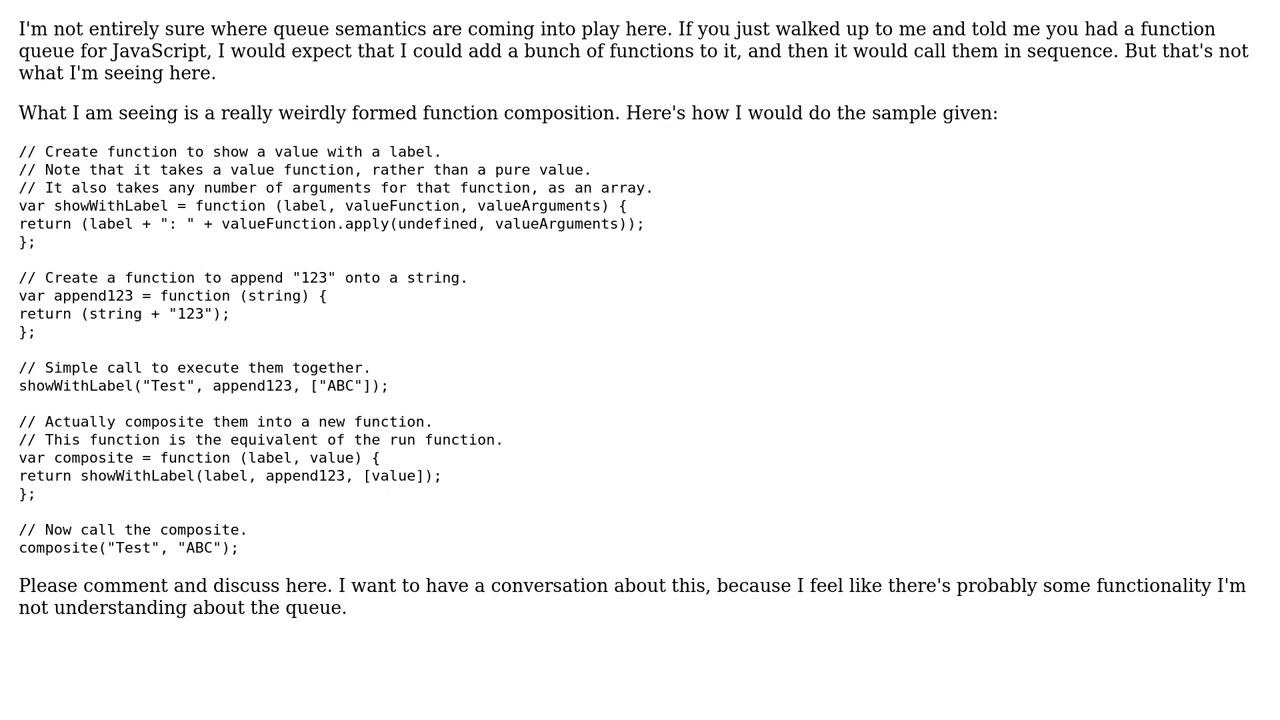 I'm not entirely sure where queue semantics are coming into play here. If you just walked up to me and told me you had a function
queue for JavaScript, I would expect that I could add a bunch of functions to it, and then it would call them in sequence. But that's not
what I'm seeing here.
What I am seeing is a really weirdly formed function composition. Here's how I would do the sample given:
// Create function to show a value with a label.
// Note that it takes a value function, rather than a pure value.
// It also takes any number of arguments for that function, as an array.
var showWithLabel = function (label, valueFunction, valueArguments) {
return (label + ": " + valueFunction.apply(undefined, valueArguments));
};
// Create a function to append "123" onto a string.
var append123 = function (string) {
return (string + "123");
};
// Simple call to execute them together.
showWithLabel("Test", append123, ["ABC"]);
// Actually composite them into a new function.
// This function is the equivalent of the run function.
var composite = function (label, value) {
return showWithLabel(label, append123, [value]);
};
// Now call the composite.
composite("Test", "ABC");
Please comment and discuss here. I want to have a conversation about this, because I feel like there's probably some functionality I'm
not understanding about the queue.